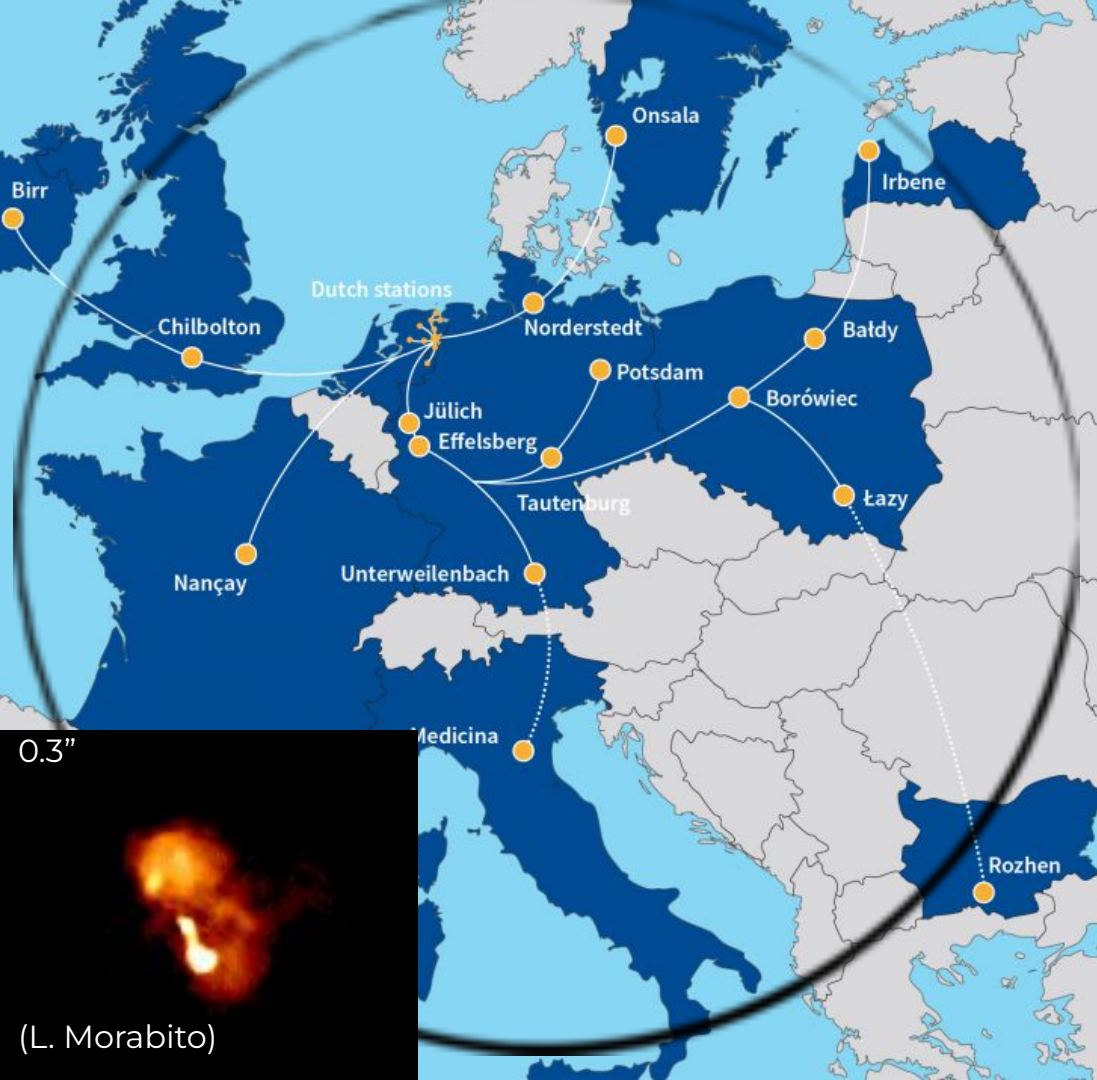 Onsala
Irbene
Birr
Dutch stations
Chilbolton
Norderstedt
Bałdy
Potsdam
Borówiec
Jülich
Effelsberg
Łazy
Tautenburg
Nançay
Unterweilenbach
Medicina
0.3”
Rozhen
(L. Morabito)